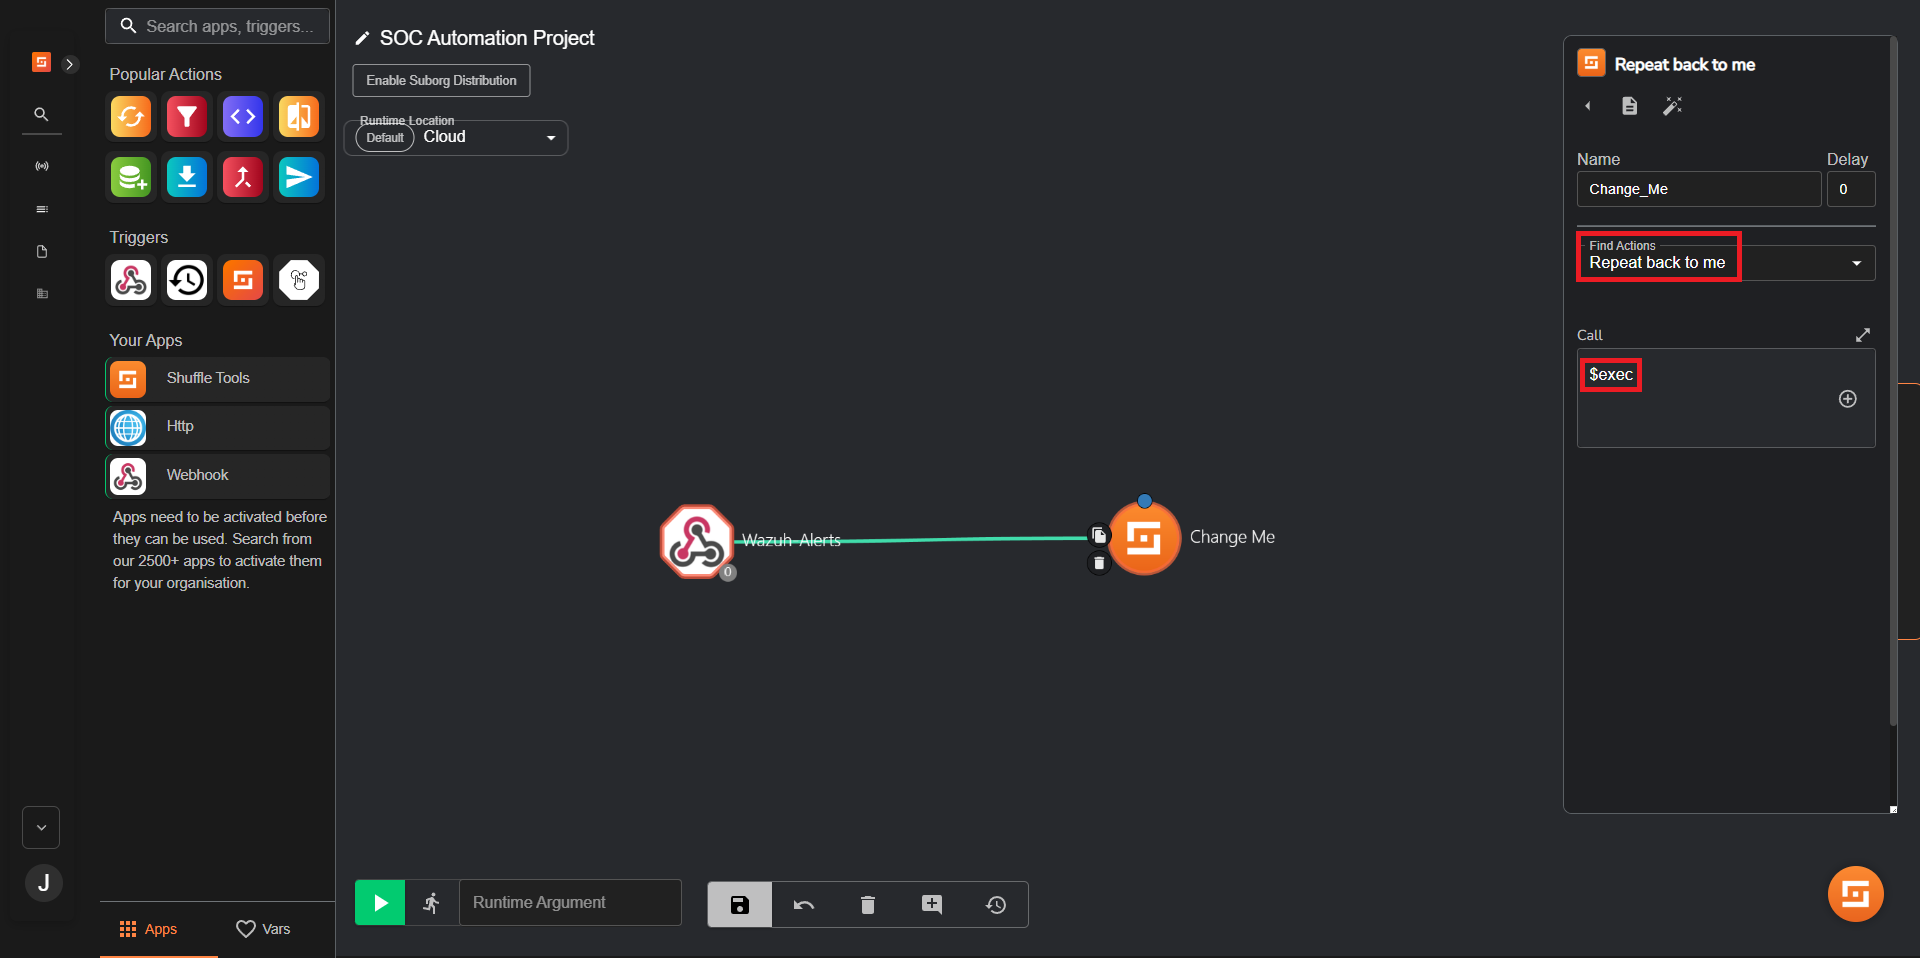 Search apps, triggers...
Popular Actions
Triggers
Your Apps
Shuffle Tools
Http
Webhook
Apps need to be activated before
they can be used. Search from
our 2500+ apps to activate them
for your organisation.
J
Apps
Vars
SOC Automation Project
Enable Suborg Distribution
Runtime Location
Default
Cloud
Wazuh-Alerts
0
Change Me
Runtime Argument
Repeat back to me
Name
Delay
Change_Me
0
Find Actions
Repeat back to me
Call
$exec